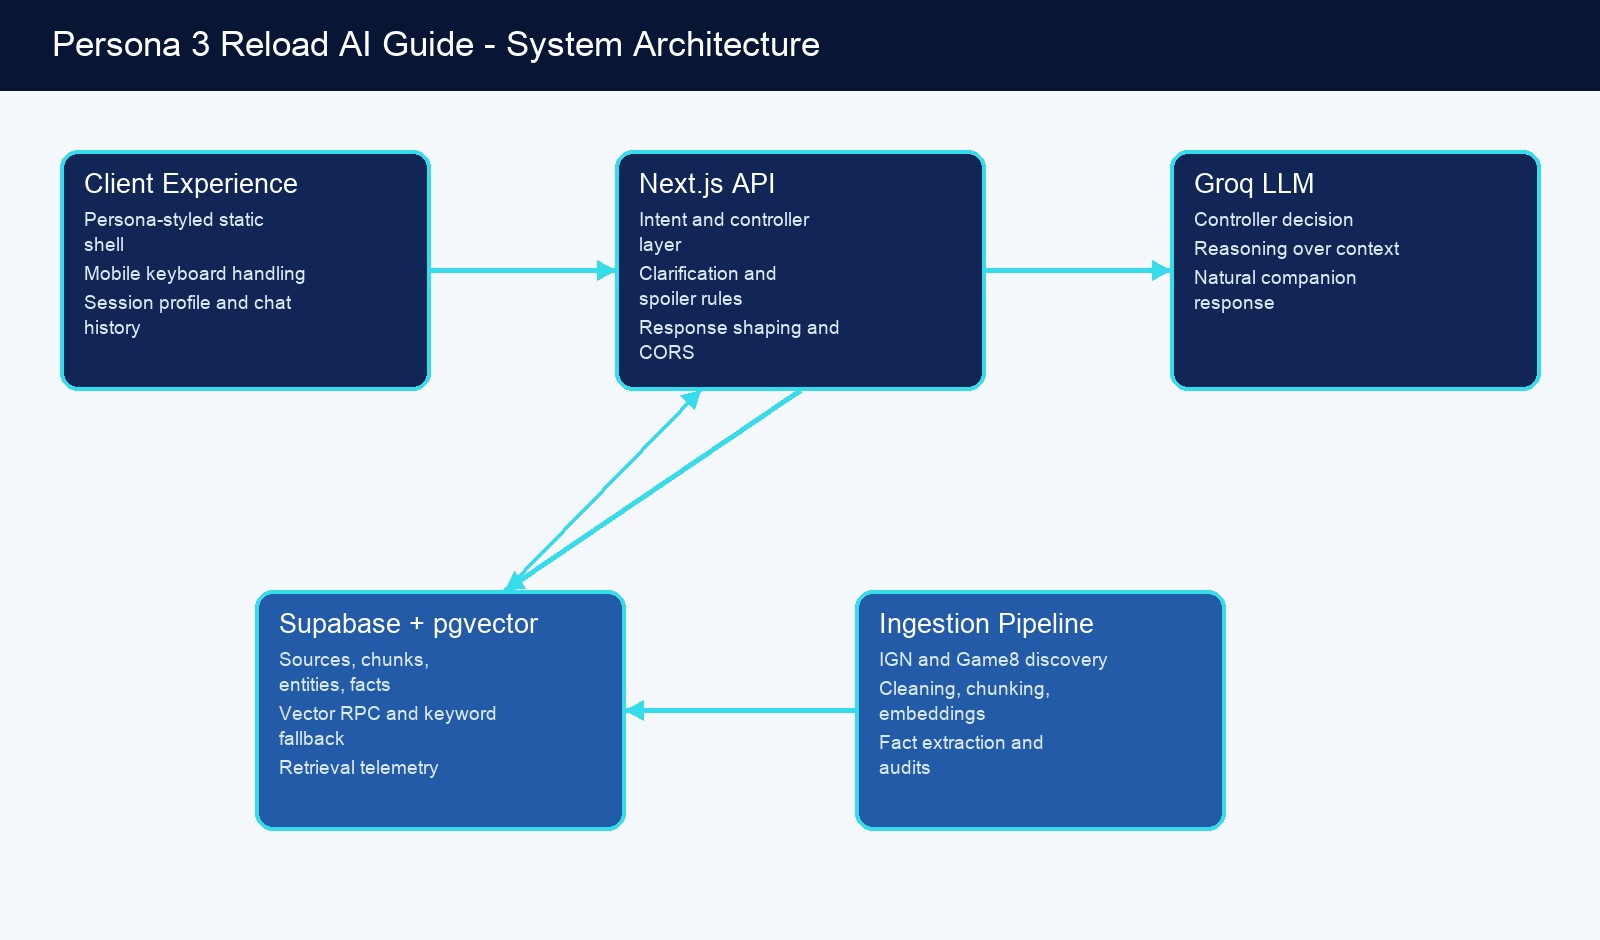 Persona 3 Reload AI Guide - System Architecture
Client Experience
Persona-styled static
shell
Mobile keyboard handling
Session profile and chat
history
Next.js API
Intent and controller
layer
Clarification and
spoiler rules
Response shaping and
CORS
Groq LLM
Controller decision
Reasoning over context
Natural companion
response
Supabase + pgvector
Sources, chunks,
entities, facts
Vector RPC and keyword
fallback
Retrieval telemetry
Ingestion Pipeline
IGN and Game8 discovery
Cleaning, chunking,
embeddings
Fact extraction and
audits